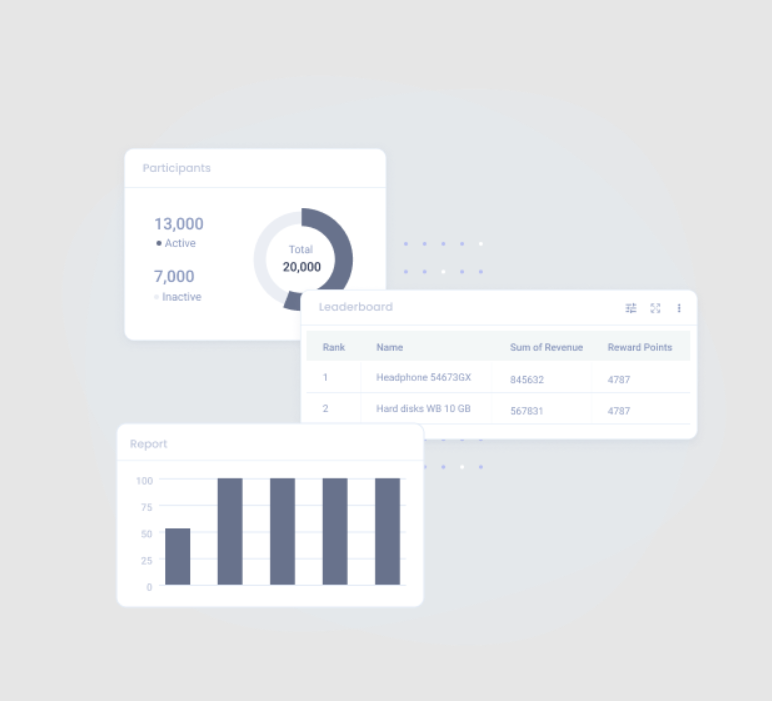 Participants
13,000
Active
7,000
Inactive
Total
20,000
Leaderboard
Rank Name Sum of Revenue Reward Points
1 Headphone 54673GX 845632 4787
2 Hard disks WB 10 GB 567831 4787
Report
100
75
50
25
0